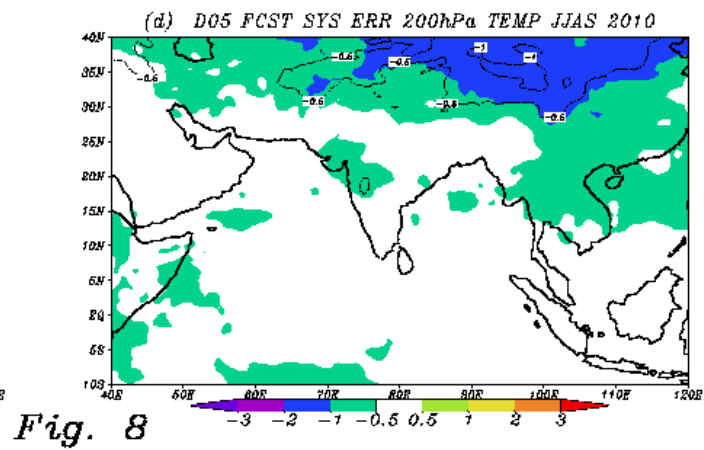 (d) D05 FCST SYS ERR 200hPa TEMP JJAS 2010
40N
35N
30N
25N
20N
15N
10N
5N
EQ
5S
10S
-0.5
-0.5
-0.5
-0.5
-0.5
-0.5
-1
-1
40E 50E 60E 70E 80E 90E 100E 110E 120E
-3 -2 -1 -0.5 0.5 1 2 3
Fig. 8